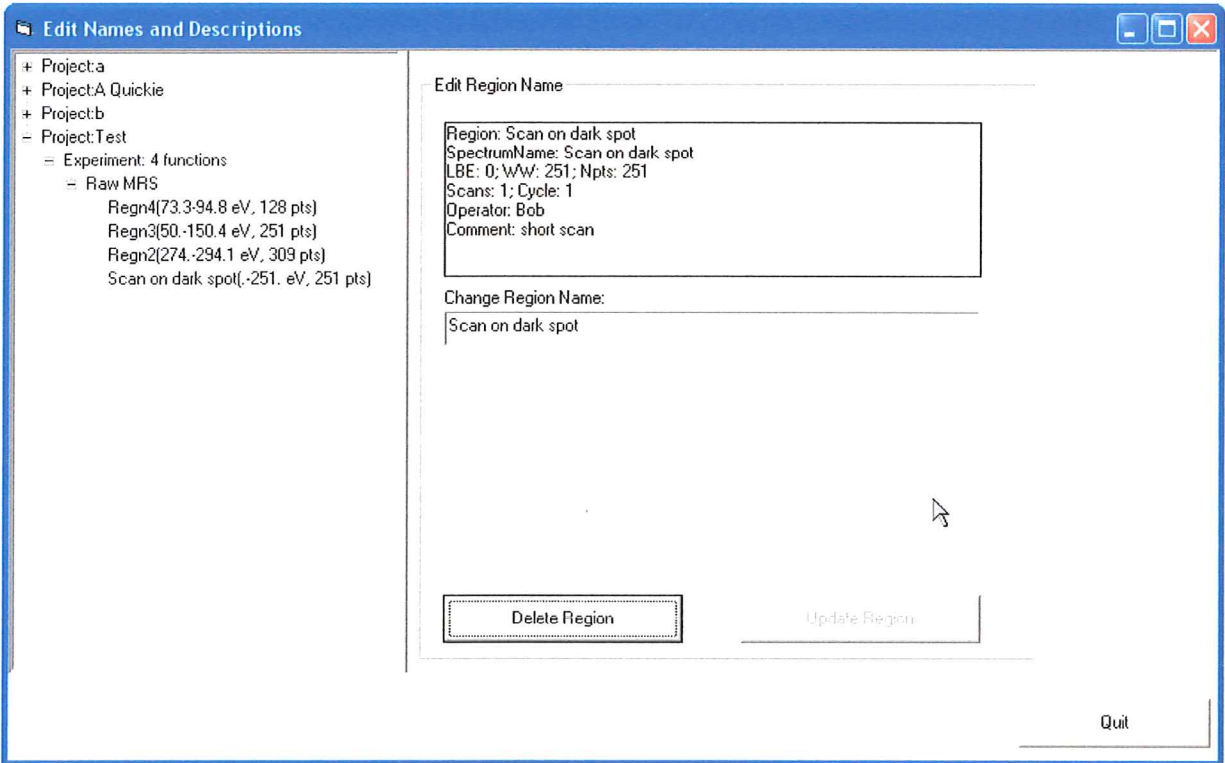 Edit Names and Descriptions
Project:a
Project:A Quickie
Project:b
Project:Test
Experiment: 4 functions
Raw MRS
Regn4(73.3-94.8 eV, 128 pts)
Regn3(50.-150.4 eV, 251 pts)
Regn2(274.-294.1 eV, 309 pts)
Scan on dark spot(.-251. eV, 251 pts)
Edit Region Name
Region: Scan on dark spot
SpectrumName: Scan on dark spot
LBE: 0; WW: 251; Npts: 251
Scans: 1; Cycle: 1
Operator: Bob
Comment: short scan
Change Region Name:
Scan on dark spot
Delete Region
Update Region
Quit